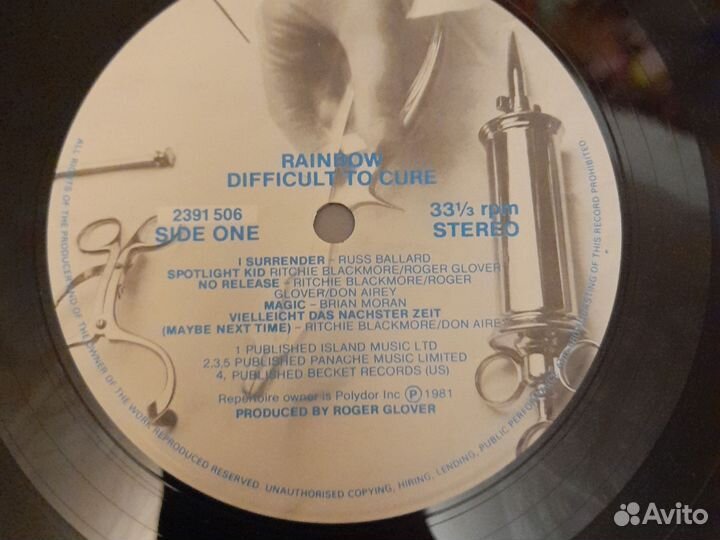 RAINBOW
DIFFICULT TO CURE
2391 506
SIDE ONE
33 1/3 rpm
STEREO
I SURRENDER - RUSS BALLARD
SPOTLIGHT KID RITCHIE BLACKMORE/ROGER GLOVER
NO RELEASE - RITCHIE BLACKMORE/ROGER
GLOVER/DON AIREY
MAGIC - BRIAN MORAN
VIELLEICHT DAS NACHSTER ZEIT
(MAYBE NEXT TIME) - RITCHIE BLACKMORE/DON AIREY
1 PUBLISHED ISLAND MUSIC LTD
2,3,5 PUBLISHED PANACHE MUSIC LIMITED
4, PUBLISHED BECKET RECORDS (US)
Repertoire owner is Polydor Inc Ⓟ 1981
PRODUCED BY ROGER GLOVER
ALL RIGHTS OF THE PRODUCER AND OF THE OWNER OF THE WORK REPRODUCED RESERVED. UNAUTHORISED COPYING, HIRING, LENDING, PUBLIC PERFORMANCE AND BROADCASTING OF THIS RECORD PROHIBITED
Avito